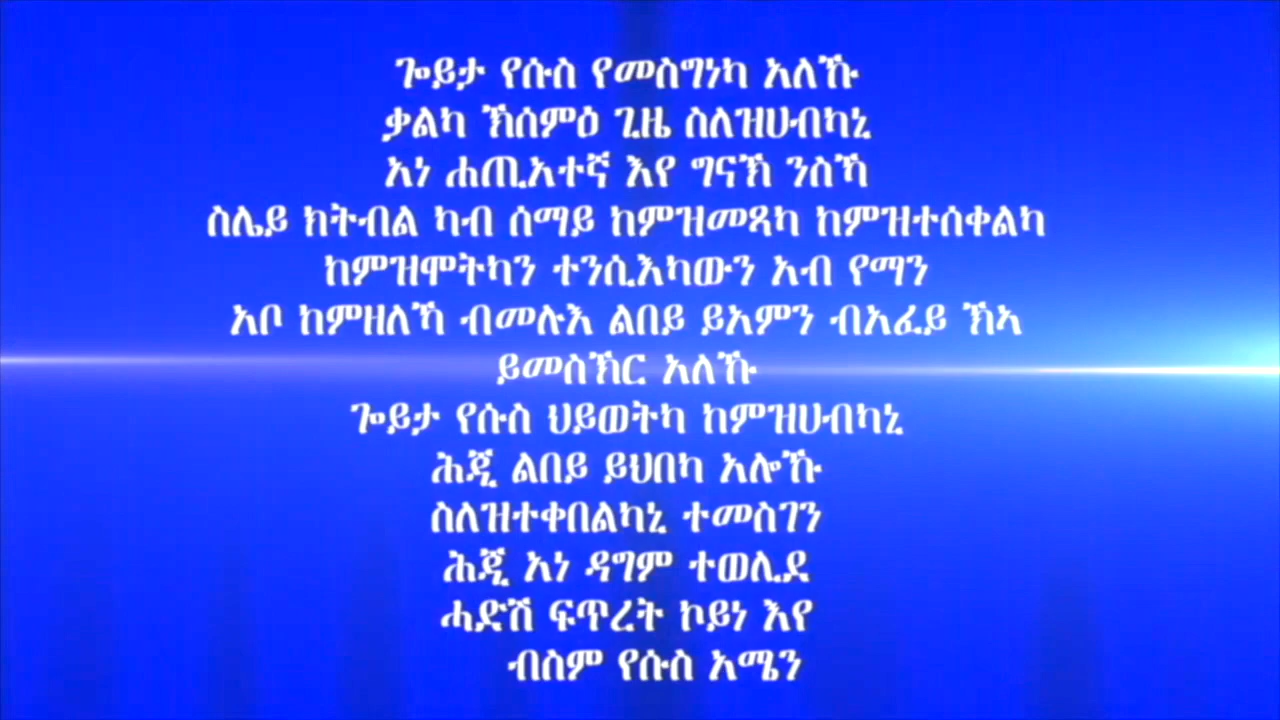 ጐይታ የሱስ የመስግነካ አለኹ
ቃልካ ኽሰምዕ ጊዜ ስለዝሀብካኒ
አነ ሐጢአተኛ እየ ግናኽ ንስኻ
ስሌይ ክትብል ካብ ሰማይ ከምዝመጻካ ከምዝተሰቀልካ
ከምዝሞትካን ተንሲእካውን አብ የማን
አቦ ከምዘለኻ ብመሉእ ልበይ ይአምን ብአፈይ ኽኣ
ይመስኽር አለኹ
ጐይታ የሱስ ህይወትካ ከምዝሀብካኒ
ሕጂ ልበይ ይህበካ አሎኹ
ስለዝተቀበልካኒ ተመስገን
ሕጂ አነ ዳግም ተወሊደ
ሓድሽ ፍጥረት ኮይነ እየ
ብስም የሱስ አሜን